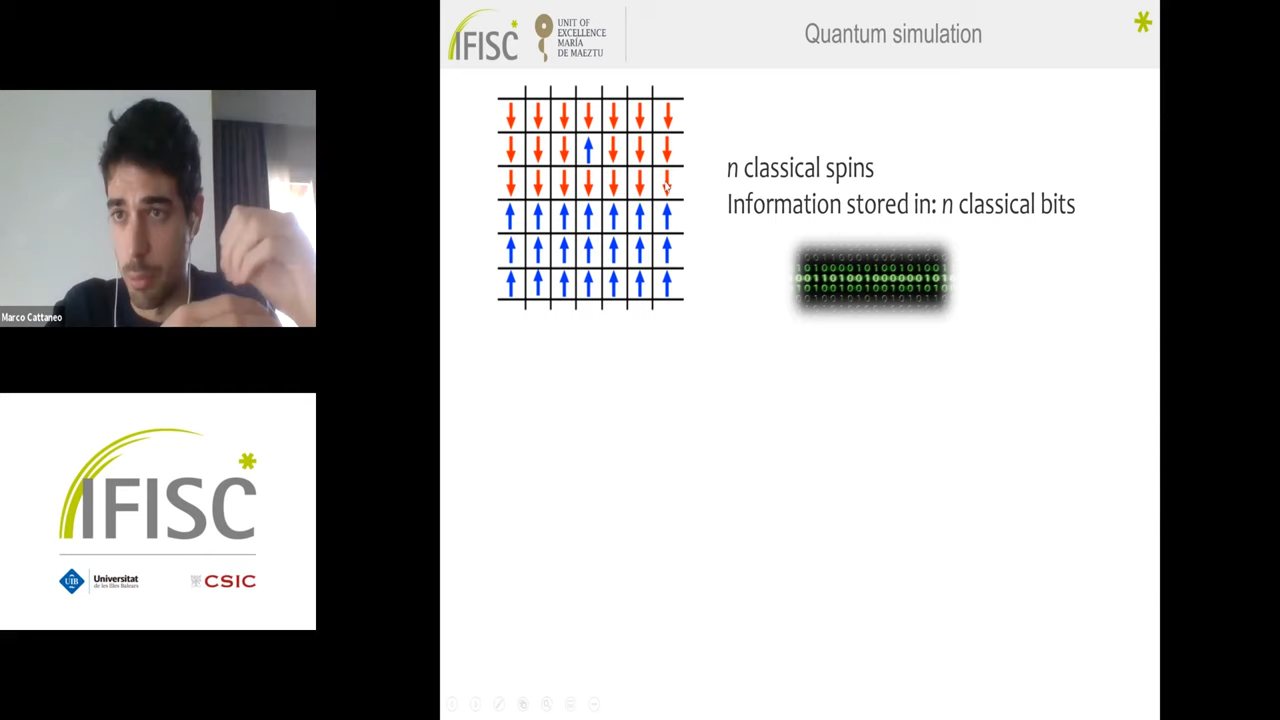 IFISC
UNIT OF
EXCELLENCE
MARÍA
DE MAEZTU
Quantum simulation
n classical spins
Information stored in: n classical bits
Marco Cattaneo
IFISC
UIB
Universitat
de les Illes Balears
CSIC